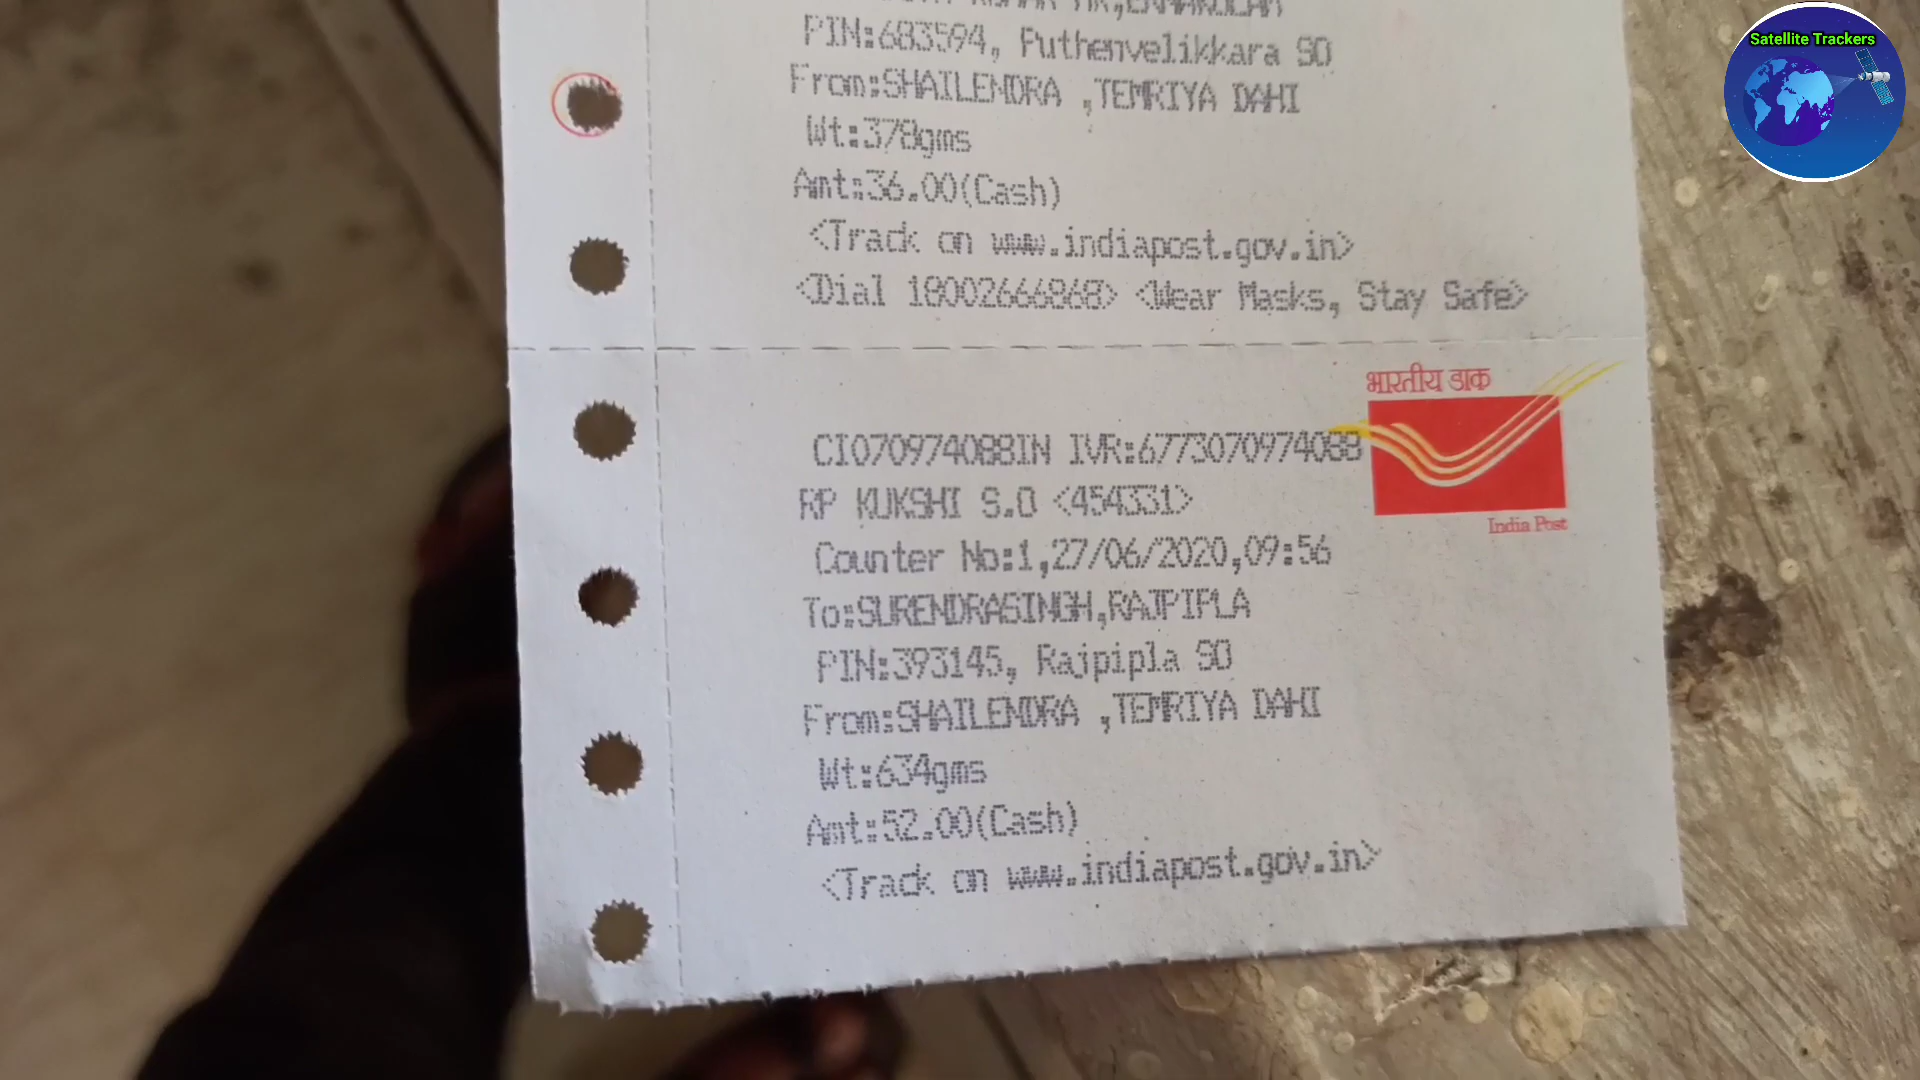 PIN:683594, Puthenvelikkara SO
From:SHAILENDRA ,TEMRIYA DAHI
Wt:378gms
Amt:36.00(Cash)
<Track on www.indiapost.gov.in>
<Dial 18002666868> <Wear Masks, Stay Safe>
भारतीय डाक
India Post
CI070974088IN IVR:6773070974088
RP KUKSHI S.O <454331>
Counter No:1,27/06/2020,09:56
To:SURENDRASINGH,RAJPIPLA
PIN:393145, Rajpipla SO
From:SHAILENDRA ,TEMRIYA DAHI
Wt:634gms
Amt:52.00(Cash)
<Track on www.indiapost.gov.in>
Satellite Trackers